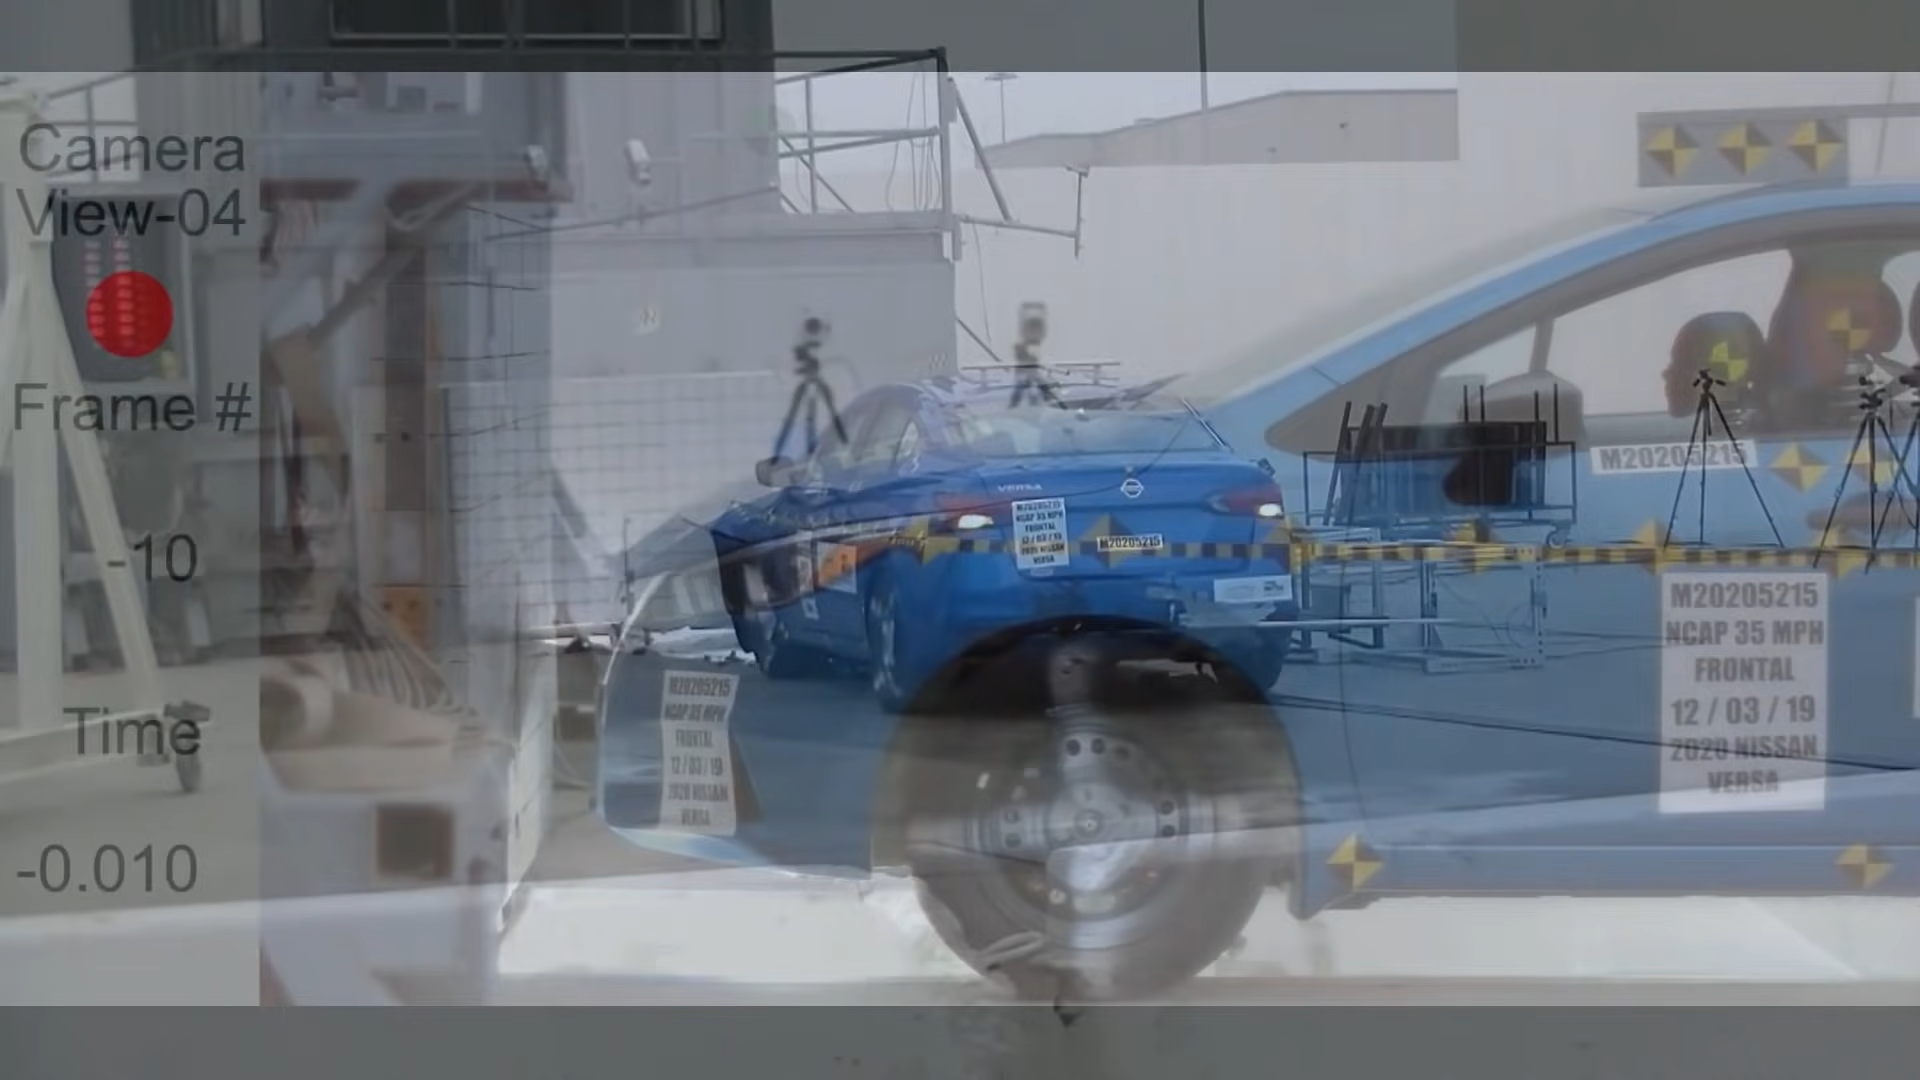 Camera
View-04
Frame #
-10
Time
-0.010
VERSA
M20205215
NCAP 35 MPH
FRONTAL
12 / 03 / 19
2020 NISSAN
VERSA
M20205215
M20205215
M20205215
NCAP 35 MPH
FRONTAL
12 / 03 / 19
2020 NISSAN
VERSA
M20205215
NCAP 35 MPH
FRONTAL
12 / 03 / 19
2020 NISSAN
VERSA